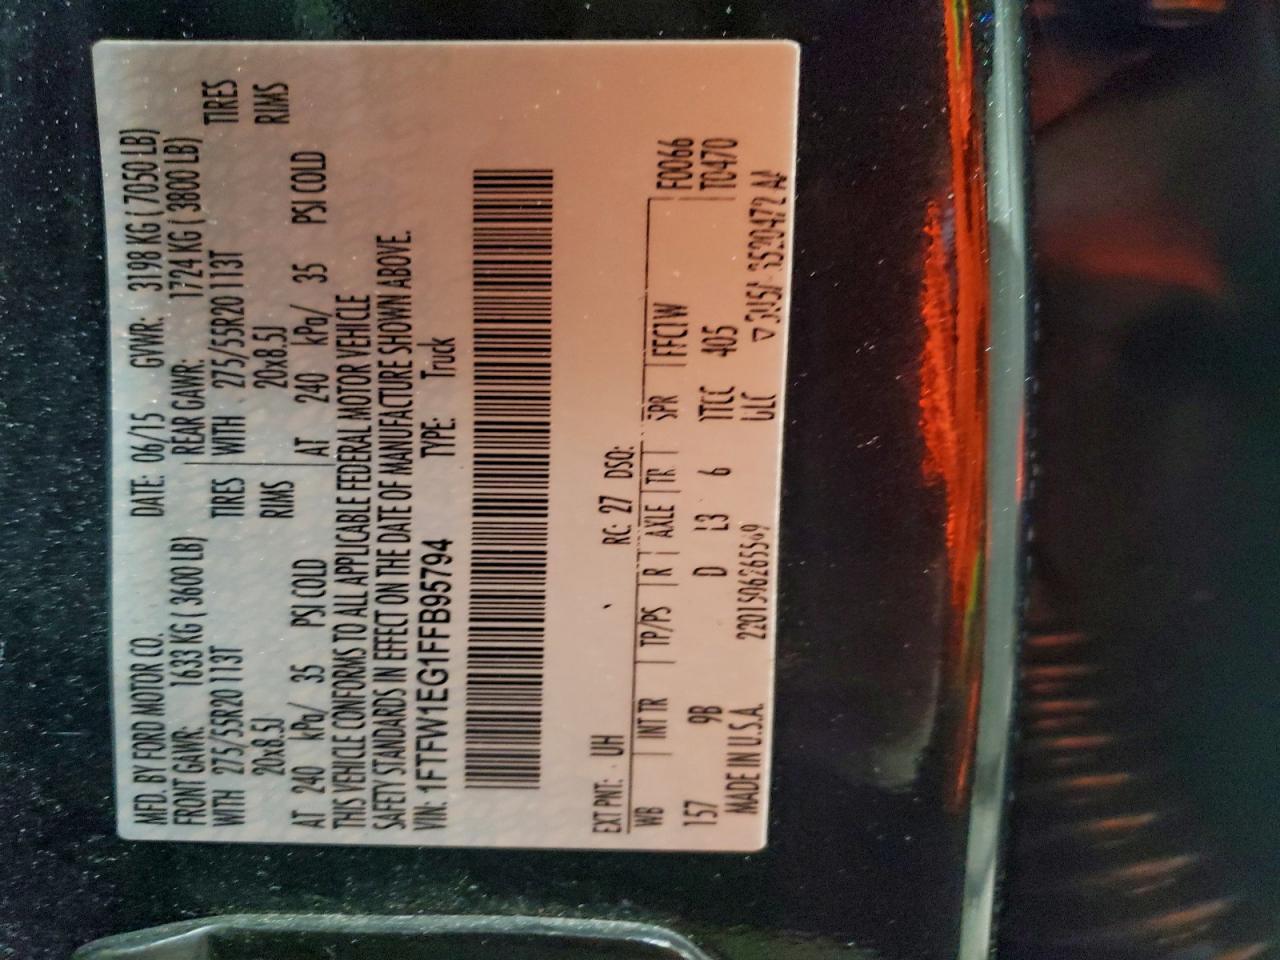 MFD. BY FORD MOTOR CO. DATE: 06/15 GVWR: 3198 KG ( 7050 LB)
FRONT GAWR: 1633 KG ( 3600 LB) REAR GAWR: 1724 KG ( 3800 LB)
WITH 275/55R20 113T TIRES WITH 275/55R20 113T TIRES
20x8.5J RIMS 20x8.5J RIMS
AT 240 kPa/ 35 PSI COLD AT 240 kPa/ 35 PSI COLD
THIS VEHICLE CONFORMS TO ALL APPLICABLE FEDERAL MOTOR VEHICLE
SAFETY STANDARDS IN EFFECT ON THE DATE OF MANUFACTURE SHOWN ABOVE.
VIN: 1FTFW1EG1FFB95794 TYPE: Truck
EXT PNT: UH RC: 27 DSO:
WB INT TR TP/PS R AXLE TR SPR F0066
157 9B D L3 6 405 T0470
MADE IN U.S.A.